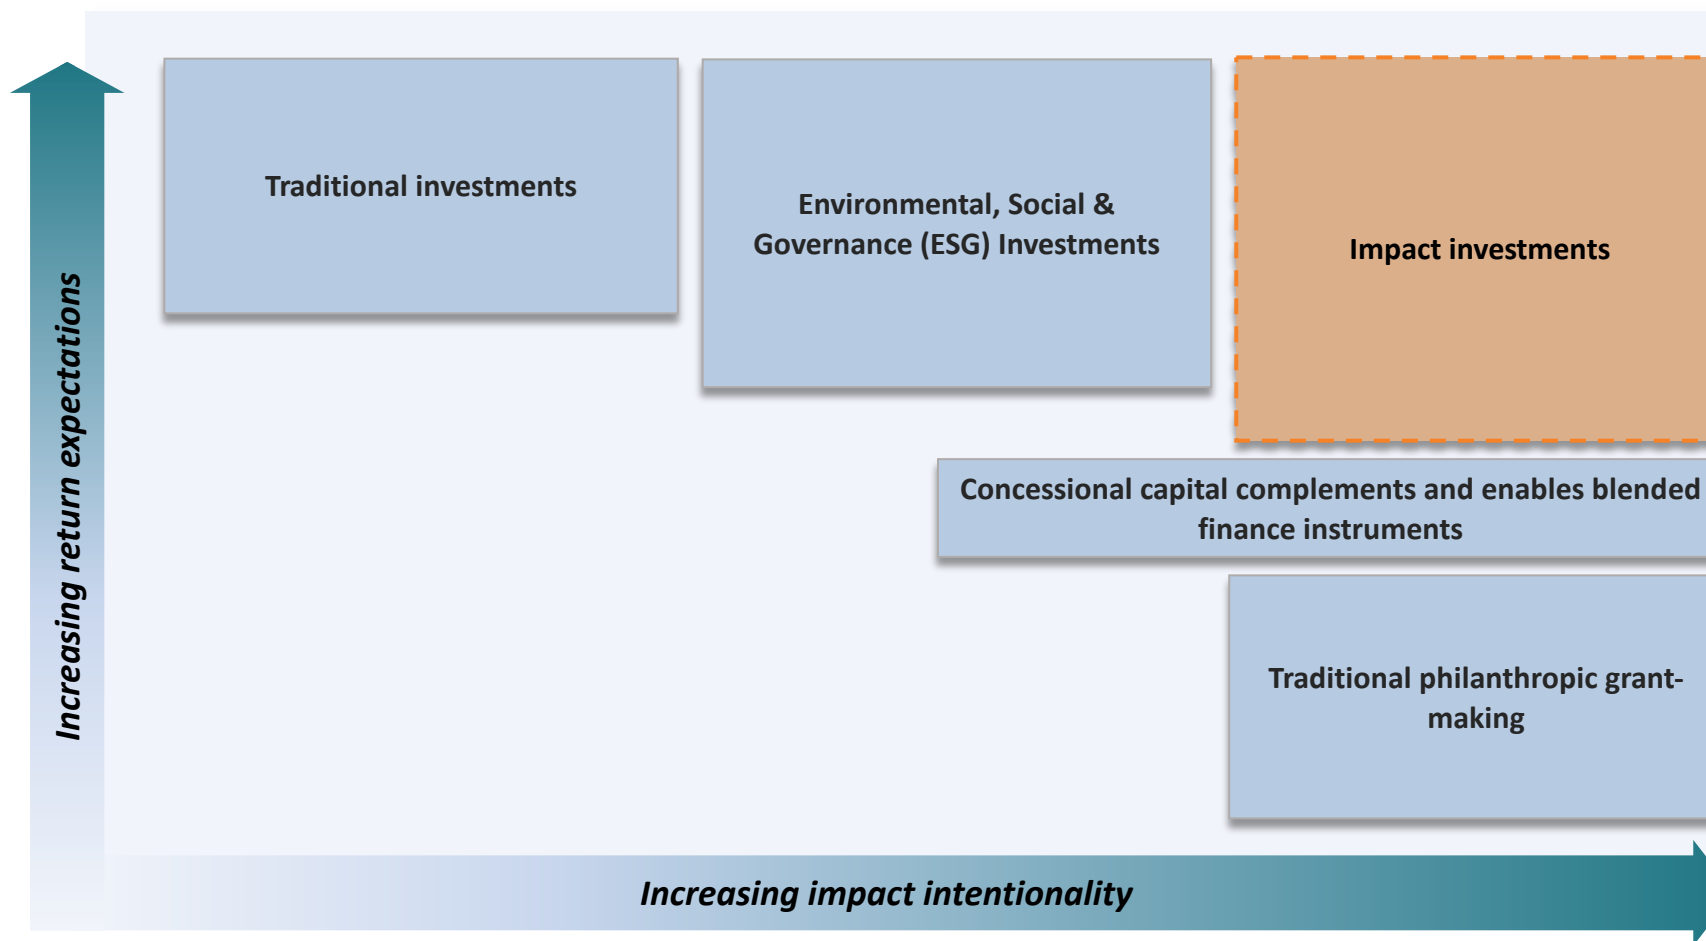 Traditional investments
Environmental, Social &
Governance (ESG) Investments
Impact investments
Increasing return expectations
Concessional capital complements and enables blended
finance instruments
Traditional philanthropic grant-
making
Increasing impact intentionality